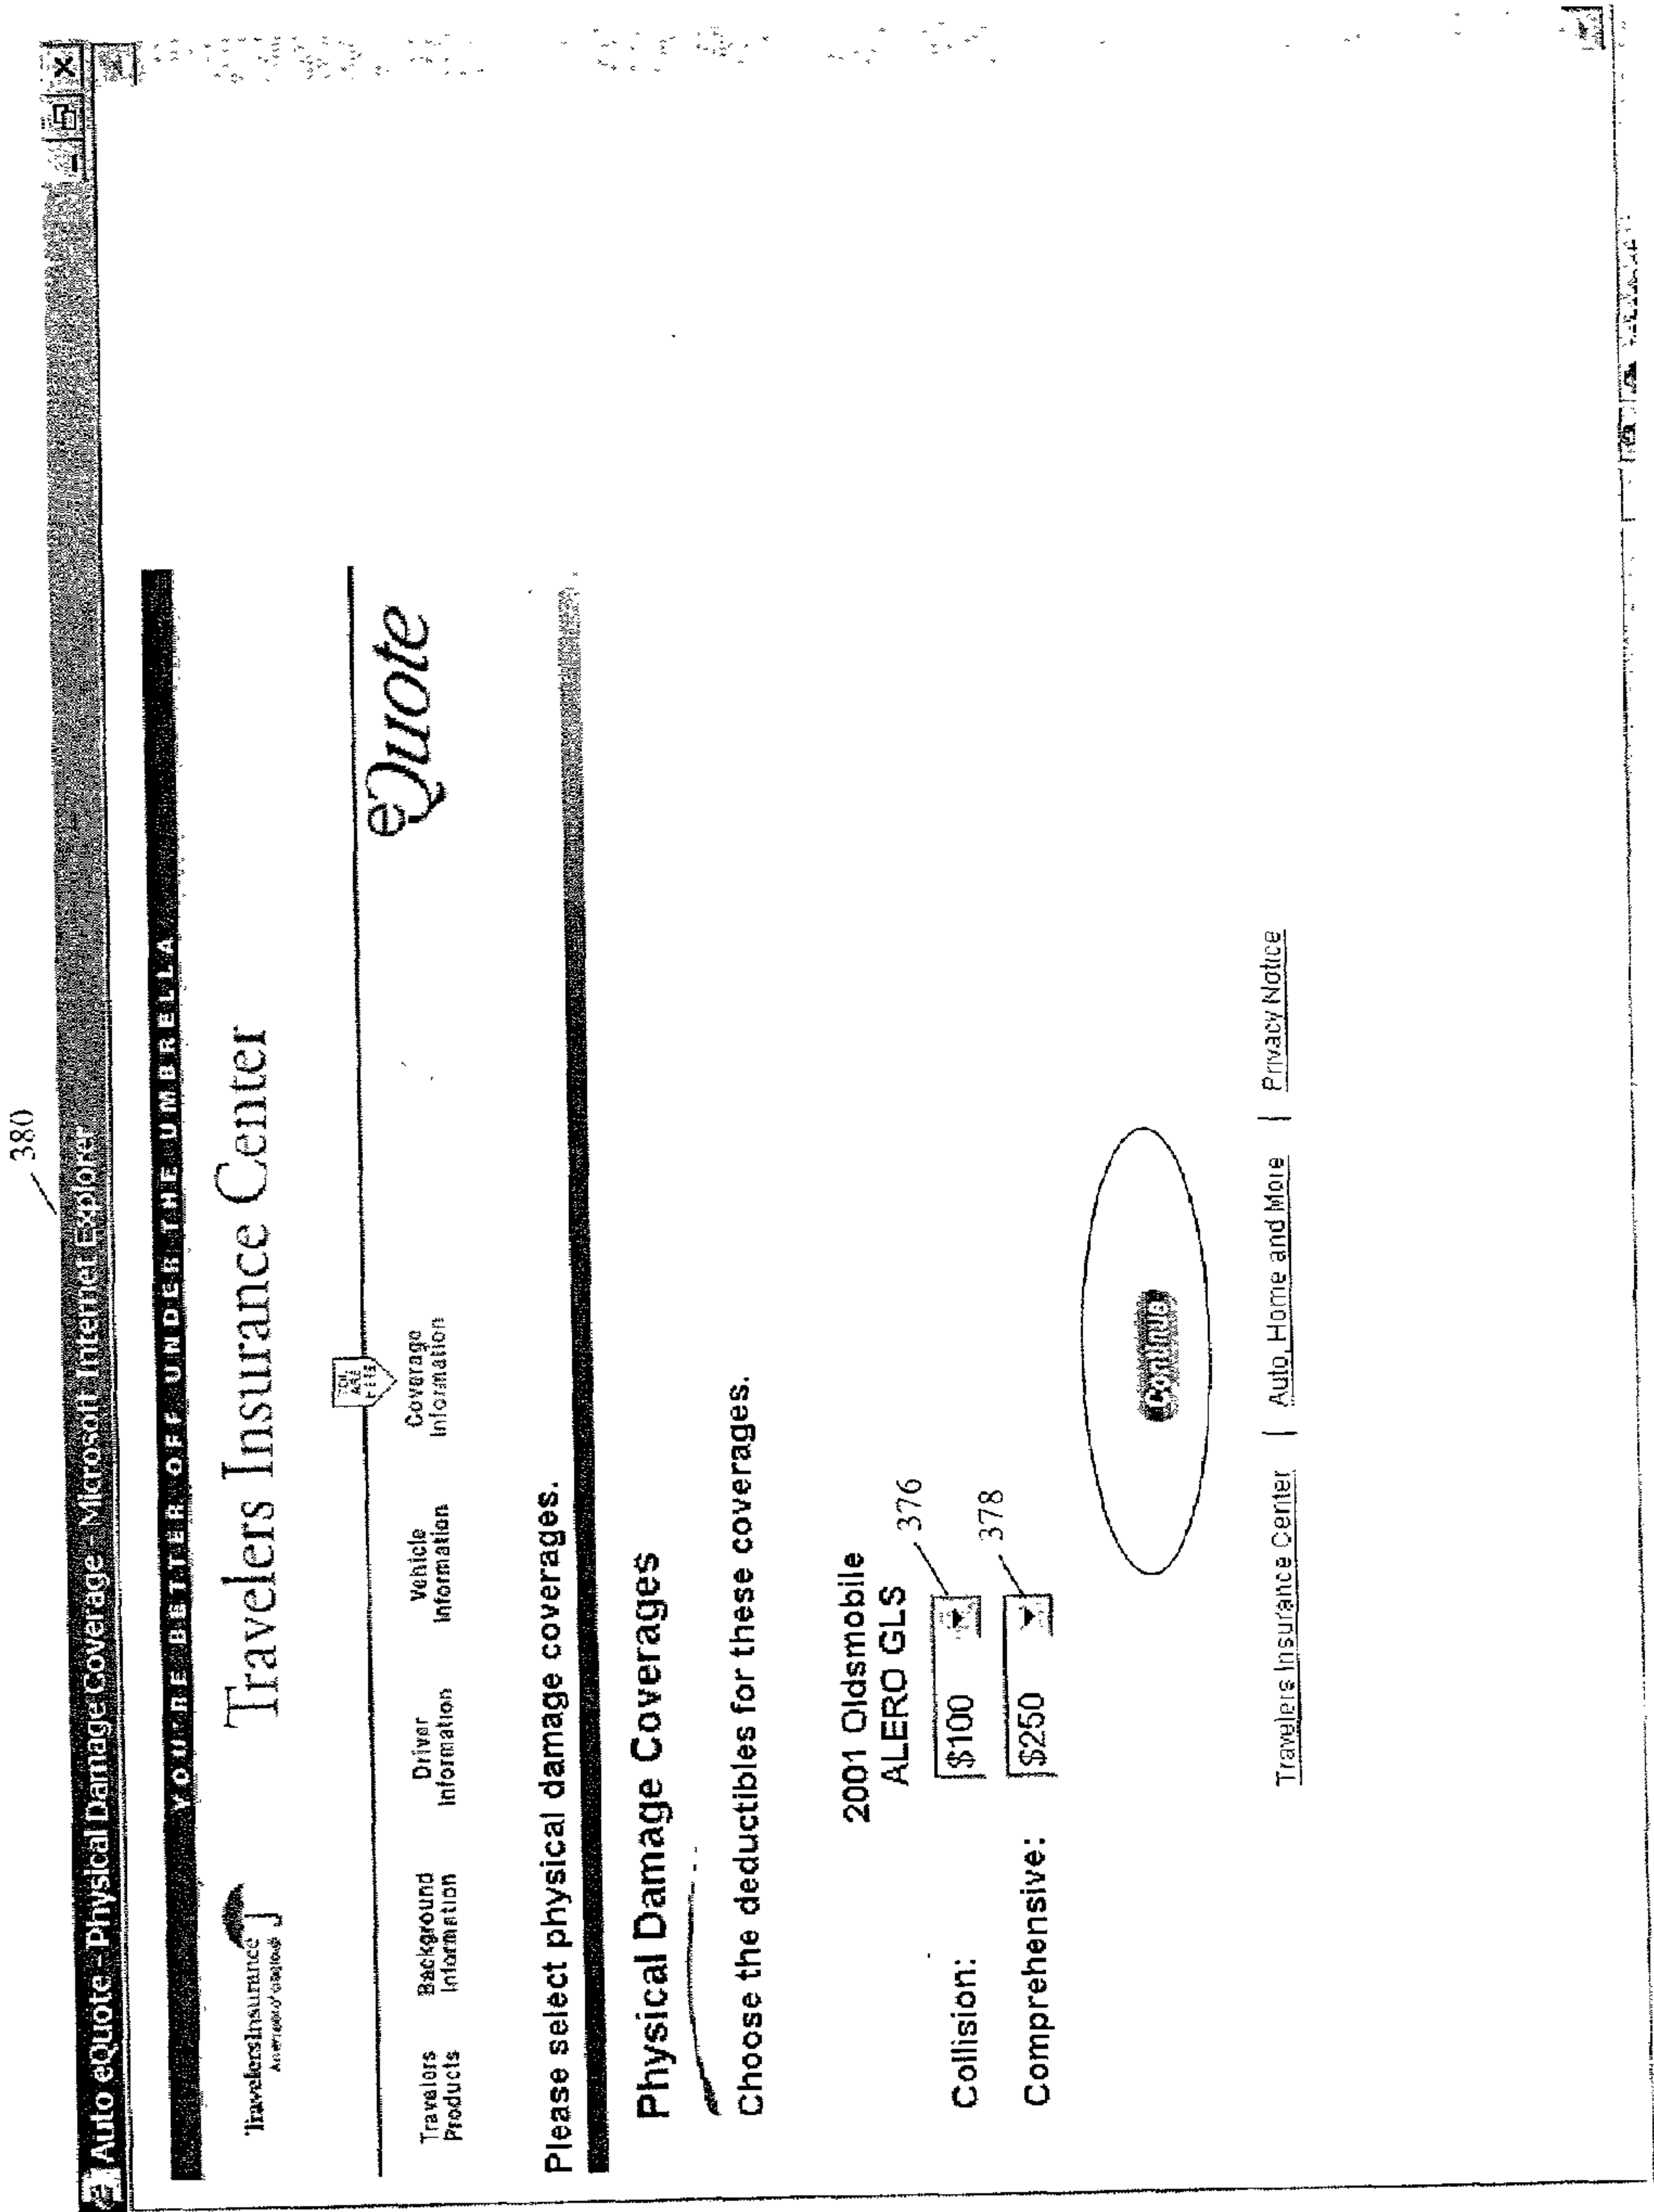 380
Auto eQuote - Physical Damage Coverage - Microsoft Internet Explorer
YOU'RE BETTER OFF UNDER THE UMBRELLA
TravelersInsurance
Travelers Insurance Center
YOU
ARE
HERE
eQuote
Travelers
Products
Background
Information
Driver
Information
Vehicle
Information
Coverage
Information
Please select physical damage coverages.
Physical Damage Coverages
Choose the deductibles for these coverages.
2001 Oldsmobile
ALERO GLS
Collision: $100 376
Comprehensive: $250 378
Continue
Travelers Insurance Center | Auto, Home and More | Privacy Notice